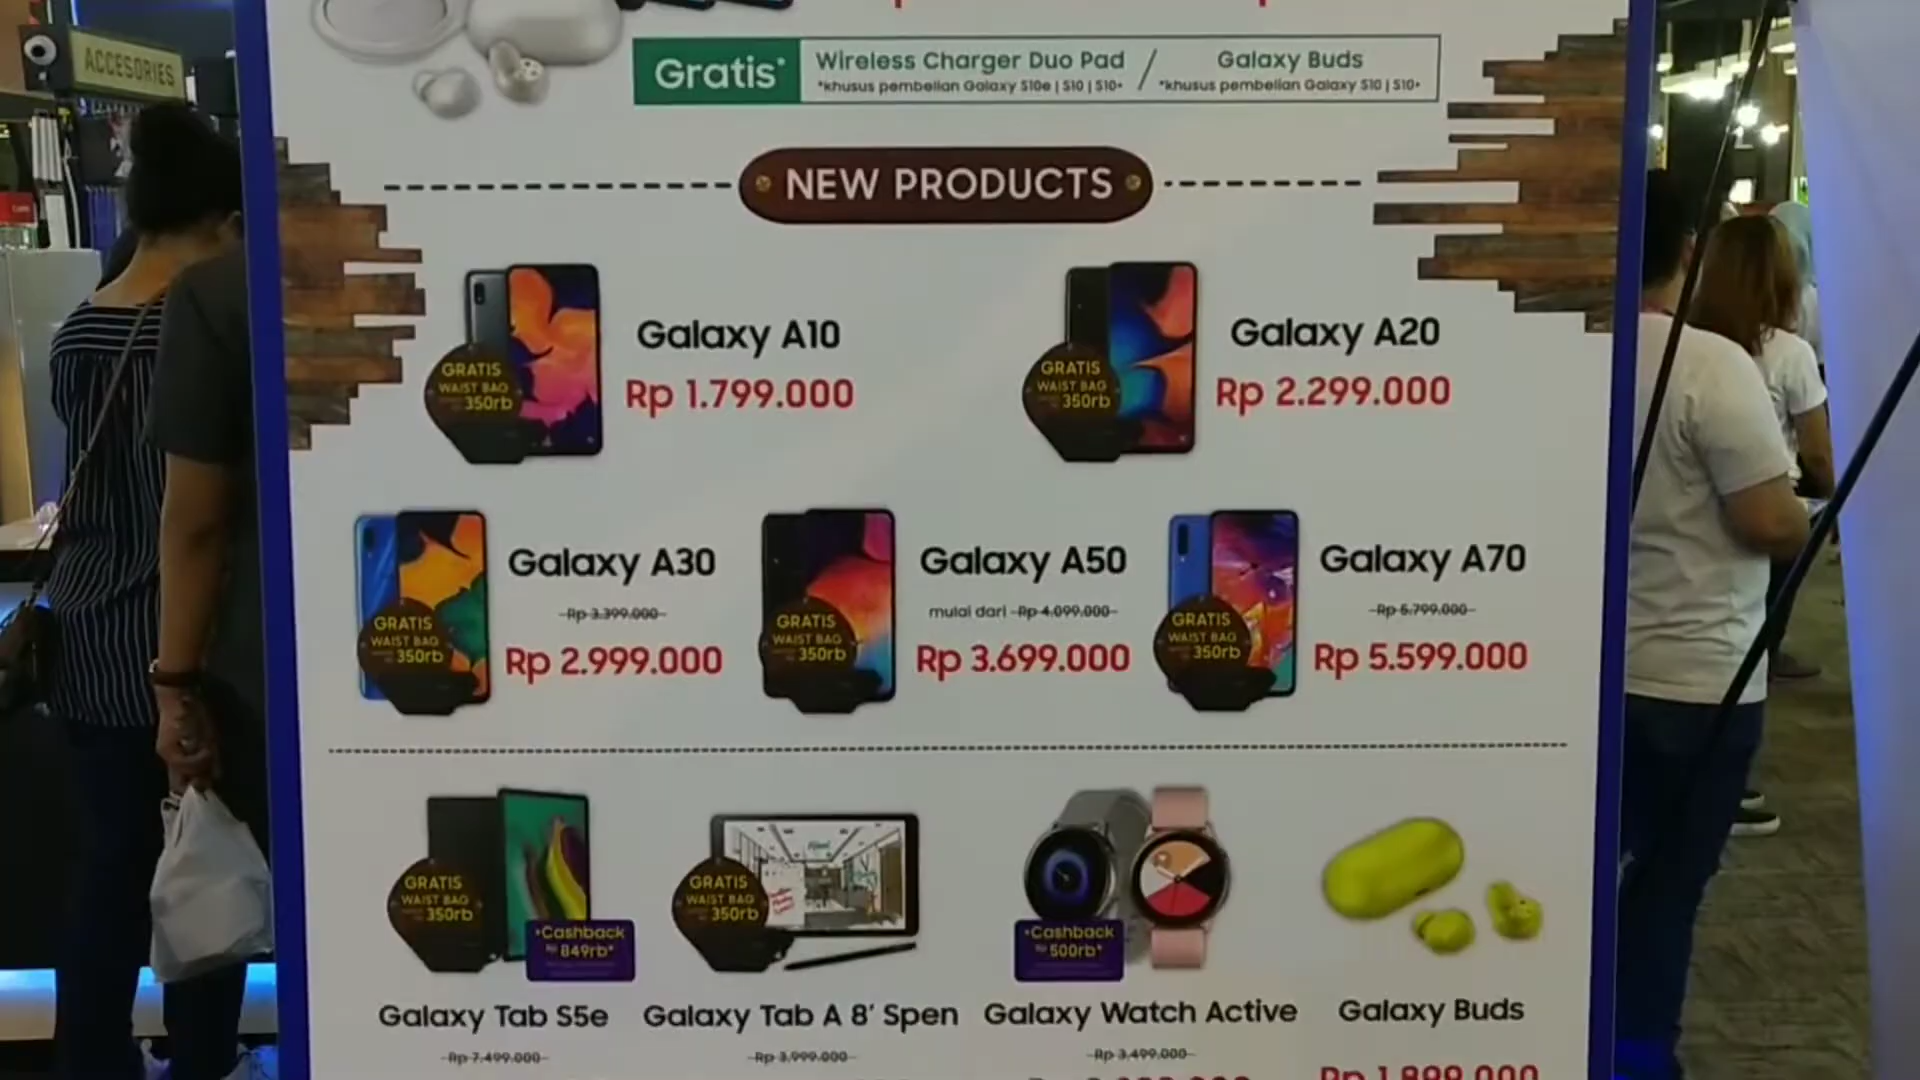 ACCESORIES
Gratis*
Wireless Charger Duo Pad / Galaxy Buds
*khusus pembelian Galaxy S10e | S10 | S10+
*khusus pembelian Galaxy S10 | S10+
NEW PRODUCTS
GRATIS
WAIST BAG
350rb
Galaxy A10
Rp 1.799.000
GRATIS
WAIST BAG
350rb
Galaxy A20
Rp 2.299.000
GRATIS
WAIST BAG
350rb
Galaxy A30
Rp 3.399.000
Rp 2.999.000
GRATIS
WAIST BAG
350rb
Galaxy A50
mulai dari Rp 4.099.000
Rp 3.699.000
GRATIS
WAIST BAG
350rb
Galaxy A70
Rp 5.799.000
Rp 5.599.000
GRATIS
WAIST BAG
350rb
+Cashback
Rp 849rb*
Galaxy Tab S5e
Rp 7.499.000
GRATIS
WAIST BAG
350rb
Galaxy Tab A 8' Spen
Rp 3.999.000
+Cashback
Rp 500rb*
Galaxy Watch Active
Rp 3.499.000
Galaxy Buds
Rp 1.899.000